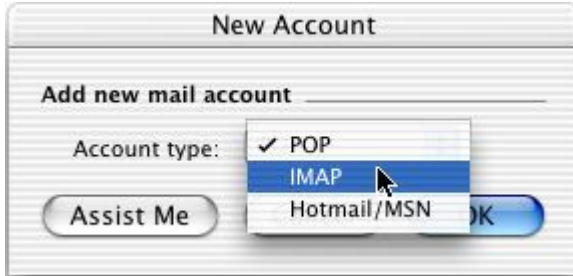 New Account
Add new mail account
Account type:
✓ POP
IMAP
Hotmail/MSN
Assist Me
OK